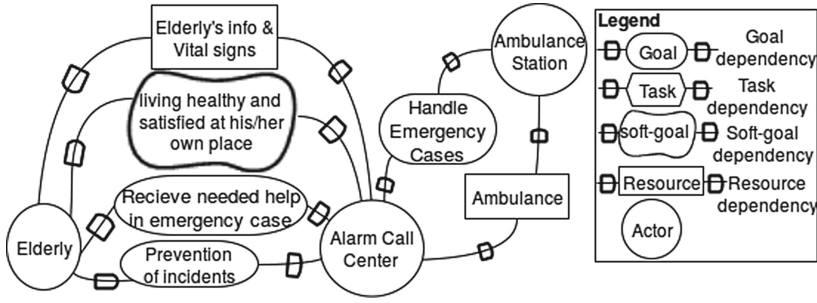 Elderly's info &
Vital signs
living healthy and
satisfied at his/her
own place
Recieve needed help
in emergency case
Prevention
of incidents
Elderly
Alarm Call
Center
Handle
Emergency
Cases
Ambulance
Station
Ambulance
Legend
Goal
Goal
dependency
Task
Task
dependency
soft-goal
Soft-goal
dependency
Resource
Resource
dependency
Actor